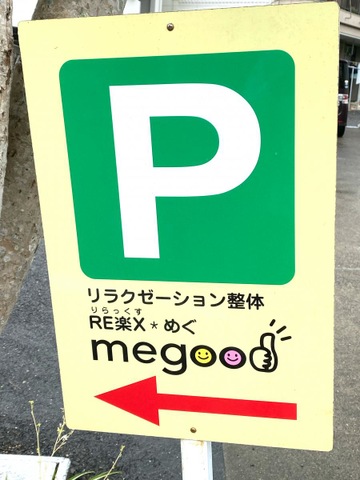 P
リラクゼーション整体
りらっくす
RE楽X*めぐ
megood